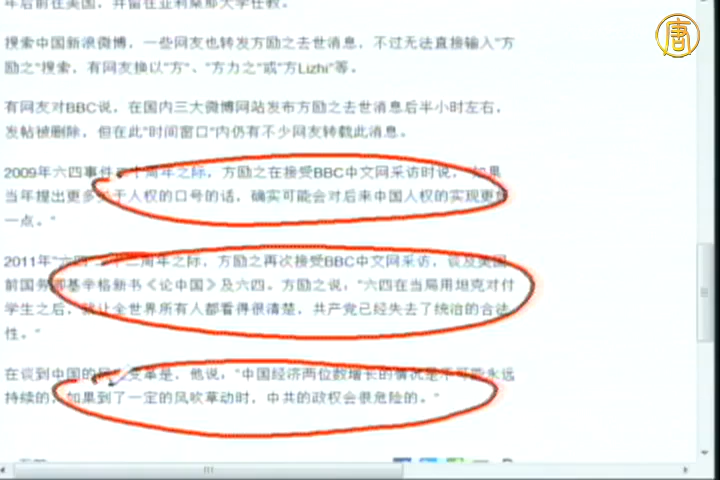 年后前往美国，并留在亚利桑那大学任教。
唐
搜索中国新浪微博，一些网友也转发方励之去世消息，不过无法直接输入"方
励之"搜索，有网友换以"方"、"方力之"或"方Lizhi"等。
有网友对BBC说，在国内三大微博网站发布方励之去世消息后半小时左右，
发帖被删除，但在此"时间窗口"内仍有不少网友转载此消息。
2009年六四事件二十周年之际，方励之在接受BBC中文网采访时说，"如果
当年提出更多关于人权的口号的话，确实可能会对后来中国人权的实现更好
一点。"
2011年"六四"二十二周年之际，方励之再次接受BBC中文网采访，谈及美国
前国务卿基辛格新书《论中国》及六四。方励之说，"六四在当局用坦克对付
学生之后，就让全世界所有人都看得很清楚，共产党已经失去了统治的合法
性。"
在谈到中国的 变革是，他说，"中国经济两位数增长的情况是不可能永远
持续的，如果到了一定的风吹草动时，中共的政权会很危险的。"